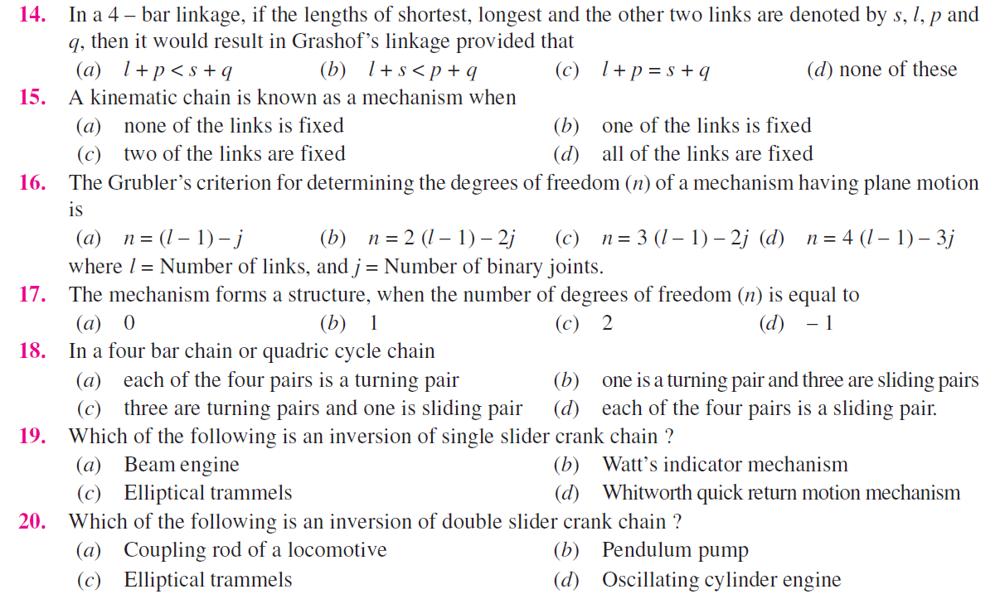 14. In a 4 – bar linkage, if the lengths of shortest, longest and the other two links are denoted by s, l, p and
q, then it would result in Grashof’s linkage provided that
(a) l + p < s + q (b) l + s < p + q (c) l + p = s + q (d) none of these
15. A kinematic chain is known as a mechanism when
(a) none of the links is fixed (b) one of the links is fixed
(c) two of the links are fixed (d) all of the links are fixed
16. The Grubler’s criterion for determining the degrees of freedom (n) of a mechanism having plane motion
is
(a) n = (l – 1) – j (b) n = 2 (l – 1) – 2j (c) n = 3 (l – 1) – 2j (d) n = 4 (l – 1) – 3j
where l = Number of links, and j = Number of binary joints.
17. The mechanism forms a structure, when the number of degrees of freedom (n) is equal to
(a) 0 (b) 1 (c) 2 (d) – 1
18. In a four bar chain or quadric cycle chain
(a) each of the four pairs is a turning pair (b) one is a turning pair and three are sliding pairs
(c) three are turning pairs and one is sliding pair (d) each of the four pairs is a sliding pair.
19. Which of the following is an inversion of single slider crank chain ?
(a) Beam engine (b) Watt’s indicator mechanism
(c) Elliptical trammels (d) Whitworth quick return motion mechanism
20. Which of the following is an inversion of double slider crank chain ?
(a) Coupling rod of a locomotive (b) Pendulum pump
(c) Elliptical trammels (d) Oscillating cylinder engine